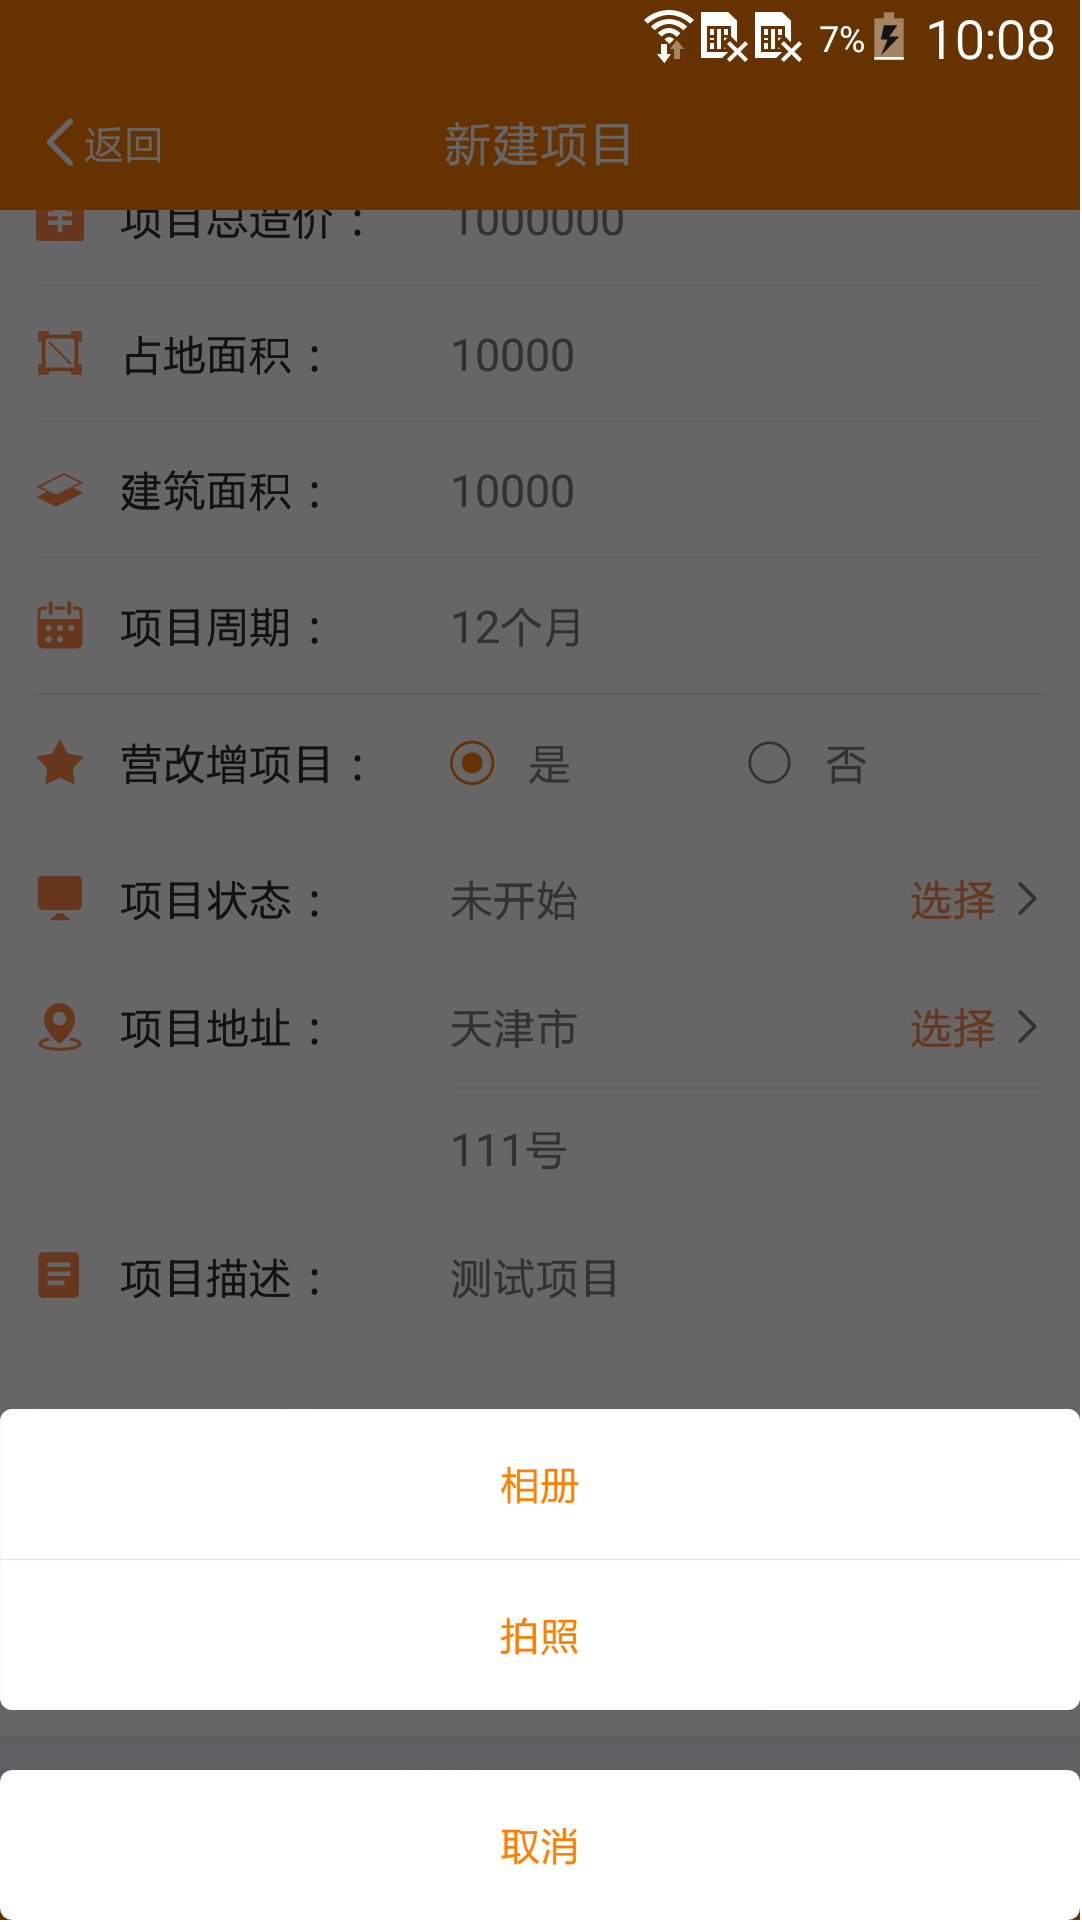 7% 10:08
返回 新建项目
项目总造价： 1000000
占地面积： 10000
建筑面积： 10000
项目周期： 12个月
营改增项目： 是 否
项目状态： 未开始 选择
项目地址： 天津市 选择
111号
项目描述： 测试项目
相册
拍照
取消